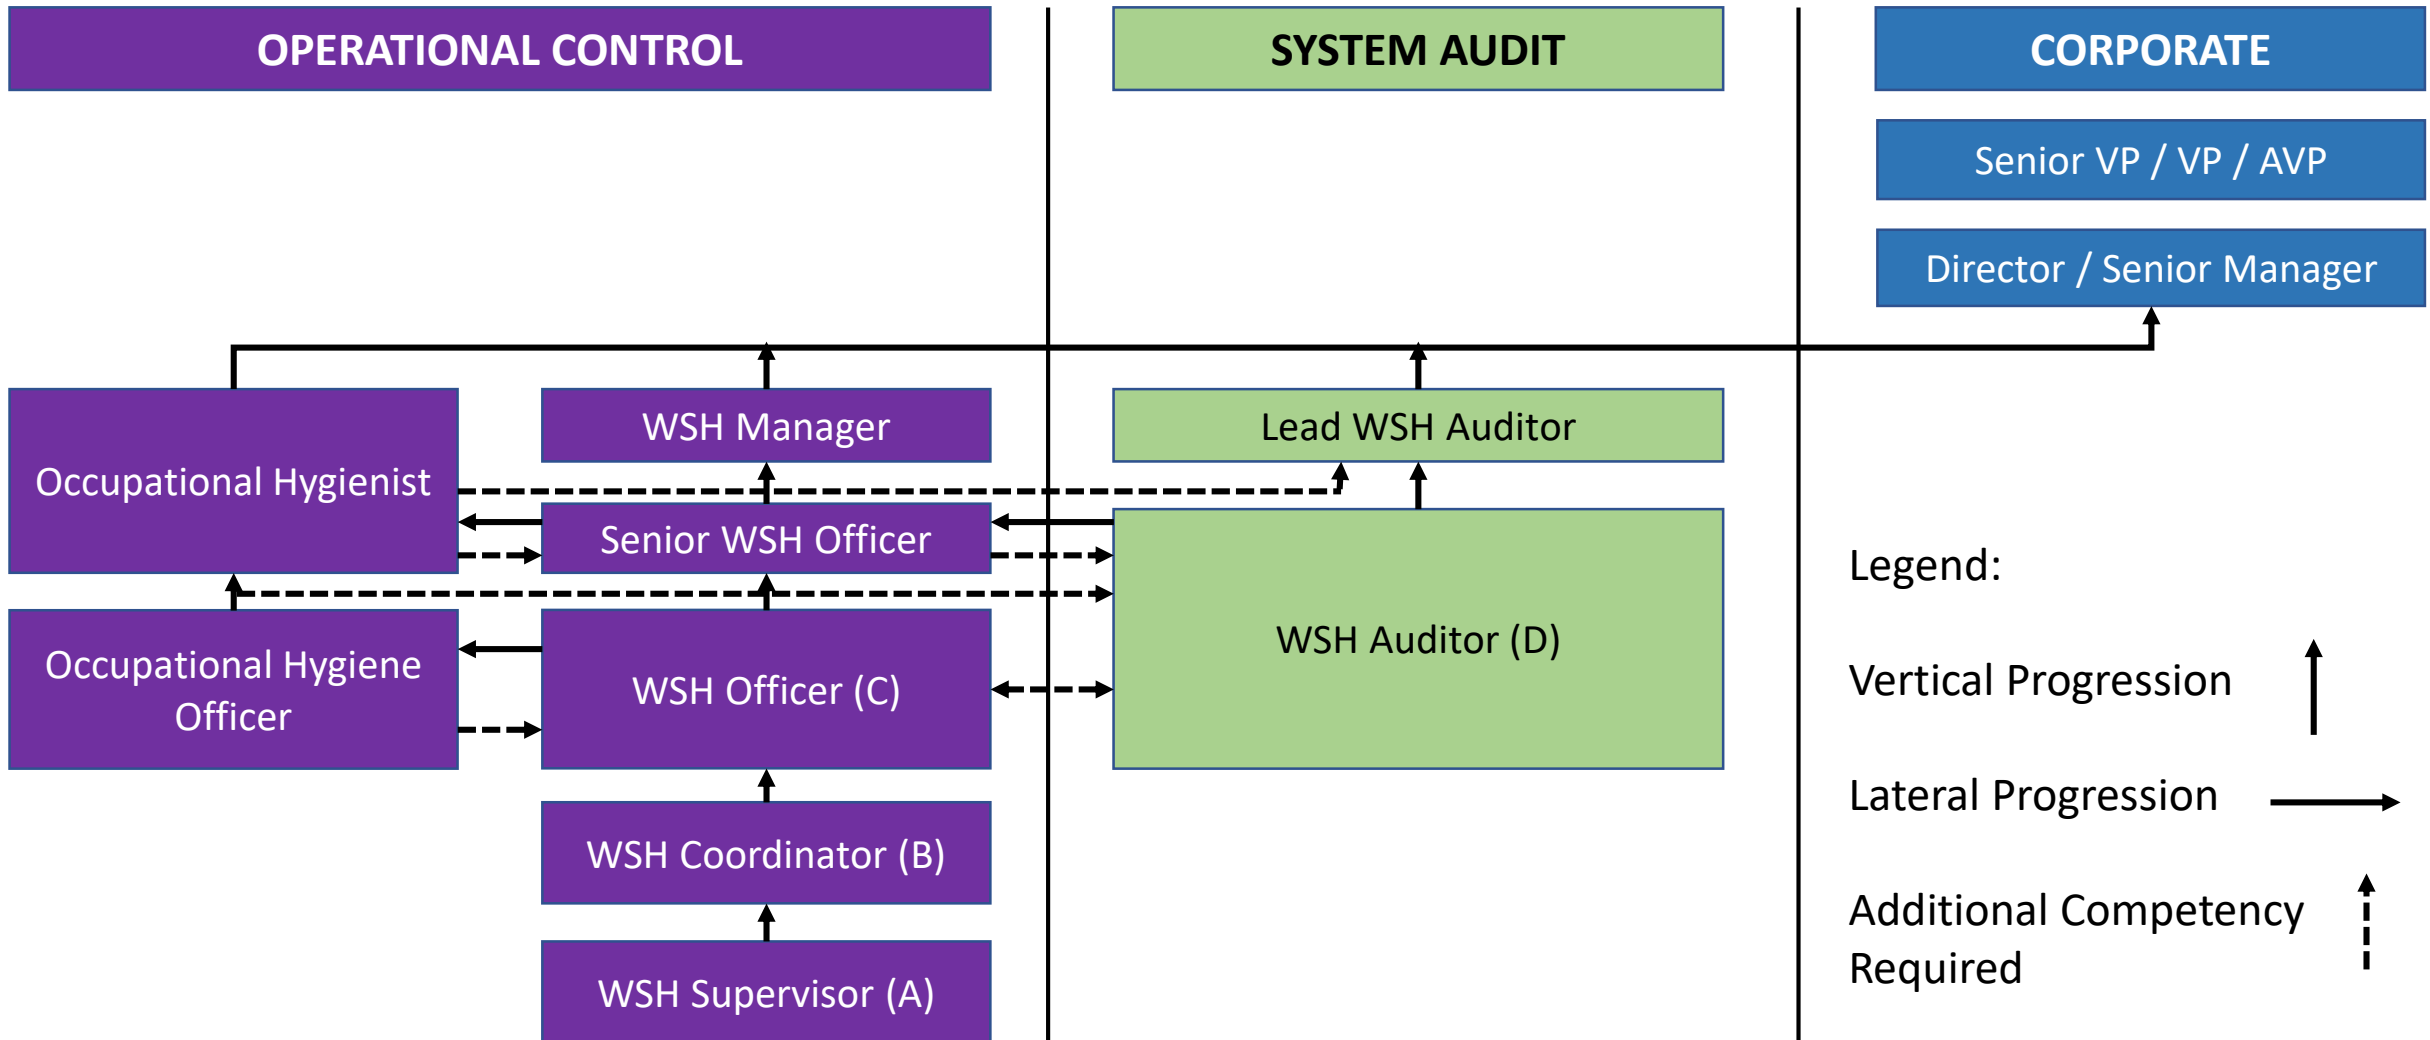 OPERATIONAL CONTROL
SYSTEM AUDIT
CORPORATE
Senior VP / VP / AVP
Director / Senior Manager
Occupational Hygienist
WSH Manager
Lead WSH Auditor
Senior WSH Officer
Occupational Hygiene
Officer
WSH Officer (C)
WSH Auditor (D)
WSH Coordinator (B)
WSH Supervisor (A)
Legend:
Vertical Progression
Lateral Progression
Additional Competency
Required